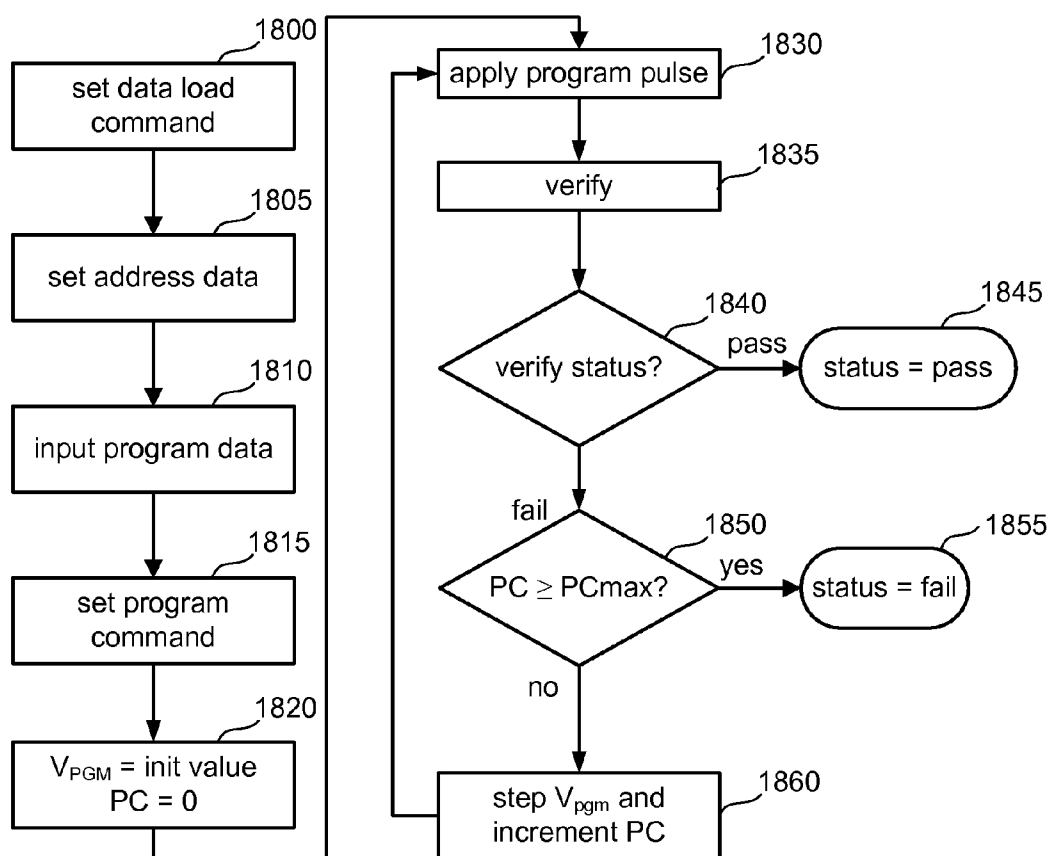 1800
set data load
command
1805
set address data
1810
input program data
1815
set program
command
1820
V_PGM = init value
PC = 0
1830
apply program pulse
1835
verify
1840
verify status?
pass
1845
status = pass
fail
1850
PC ≥ PCmax?
yes
1855
status = fail
no
1860
step V_pgm and
increment PC